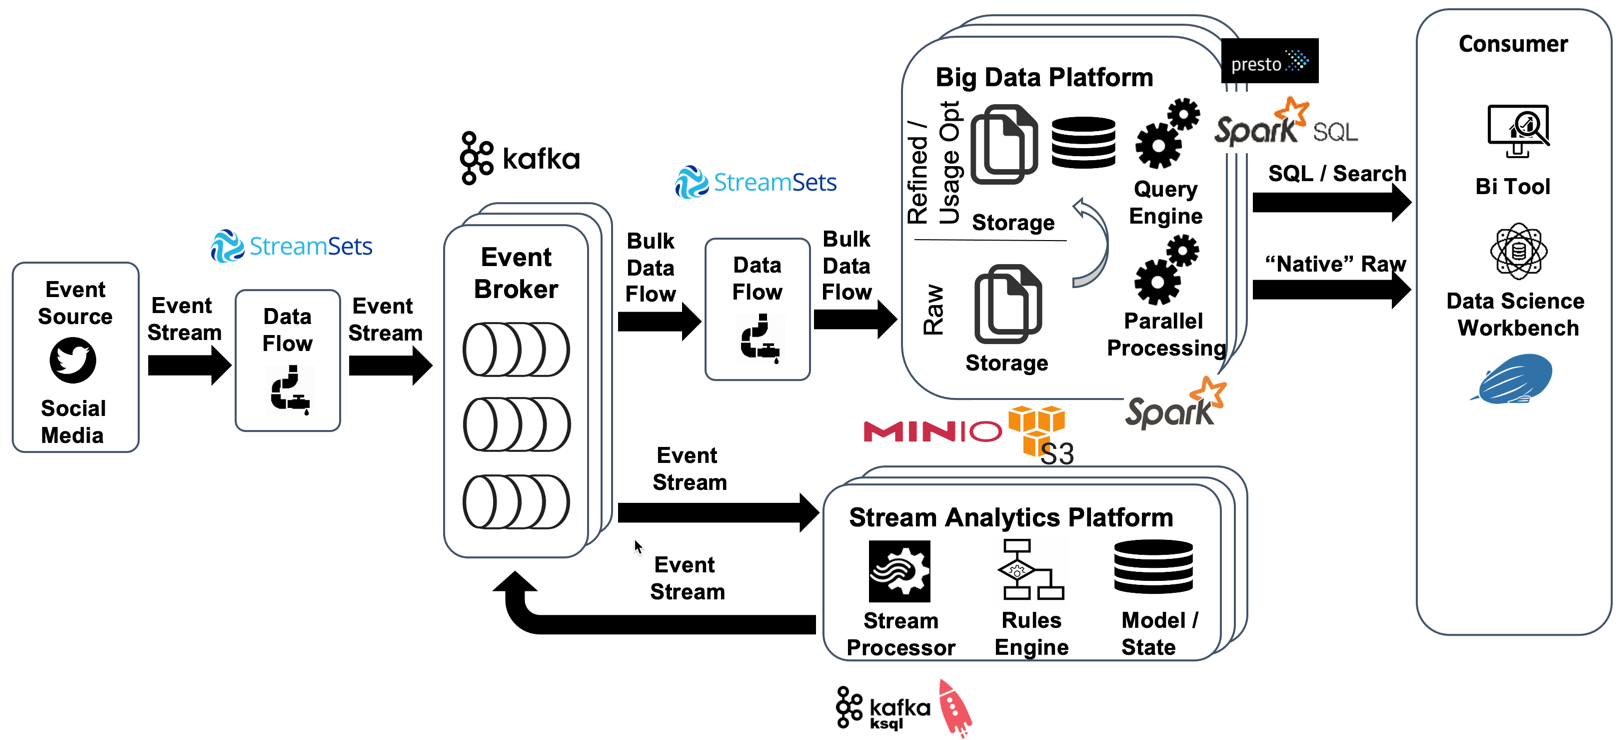 Event
Source
Social
Media
Event
Stream
StreamSets
Data
Flow
Event
Stream
kafka
Event
Broker
Bulk
Data
Flow
StreamSets
Data
Flow
Bulk
Data
Flow
Big Data Platform
Refined /
Usage Opt
Storage
Query
Engine
Raw
Storage
Parallel
Processing
presto
Spark SQL
Spark
MINIO
S3
SQL / Search
“Native” Raw
Consumer
Bi Tool
Data Science
Workbench
Event
Stream
Event
Stream
Stream Analytics Platform
Stream
Processor
Rules
Engine
Model /
State
kafka
ksql